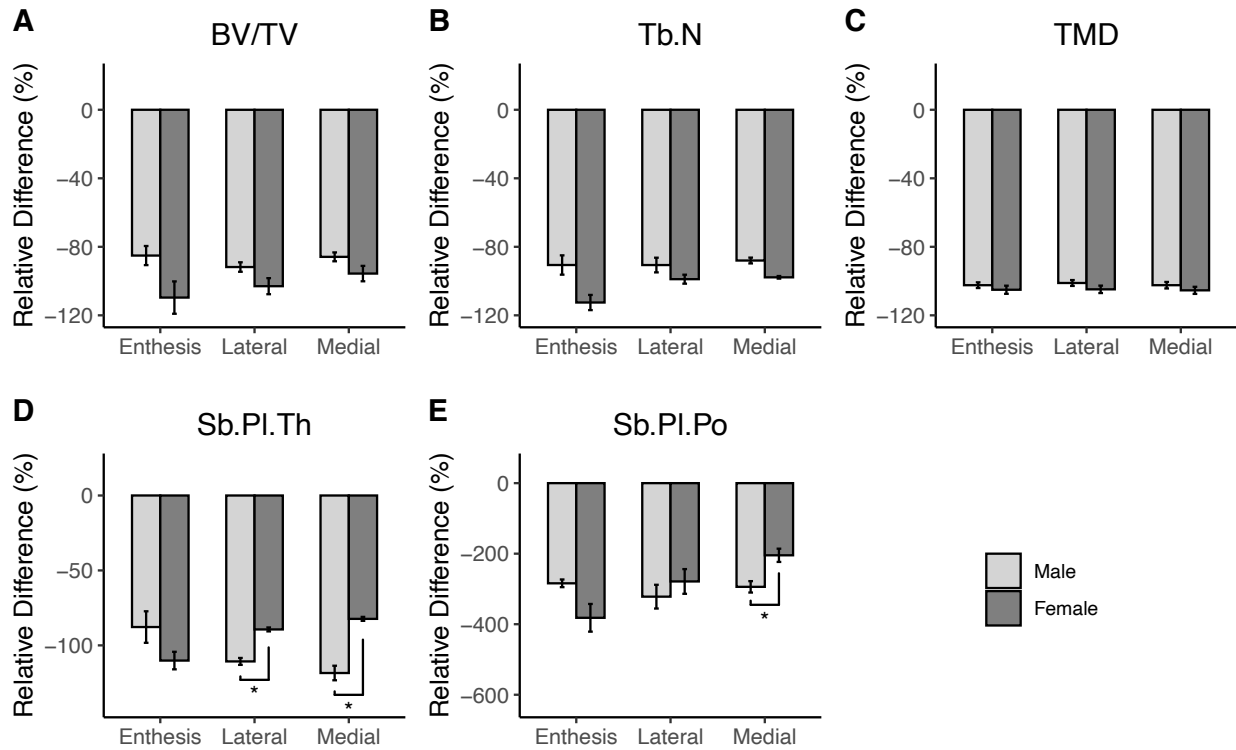 A
BV/TV
Relative Difference (%)
0
−40
−80
−120
Enthesis Lateral Medial
B
Tb.N
Relative Difference (%)
0
−40
−80
−120
Enthesis Lateral Medial
C
TMD
Relative Difference (%)
0
−40
−80
−120
Enthesis Lateral Medial
D
Sb.Pl.Th
Relative Difference (%)
0
−50
−100
*
*
Enthesis Lateral Medial
E
Sb.Pl.Po
Relative Difference (%)
0
−200
−400
−600
*
Enthesis Lateral Medial
Male
Female